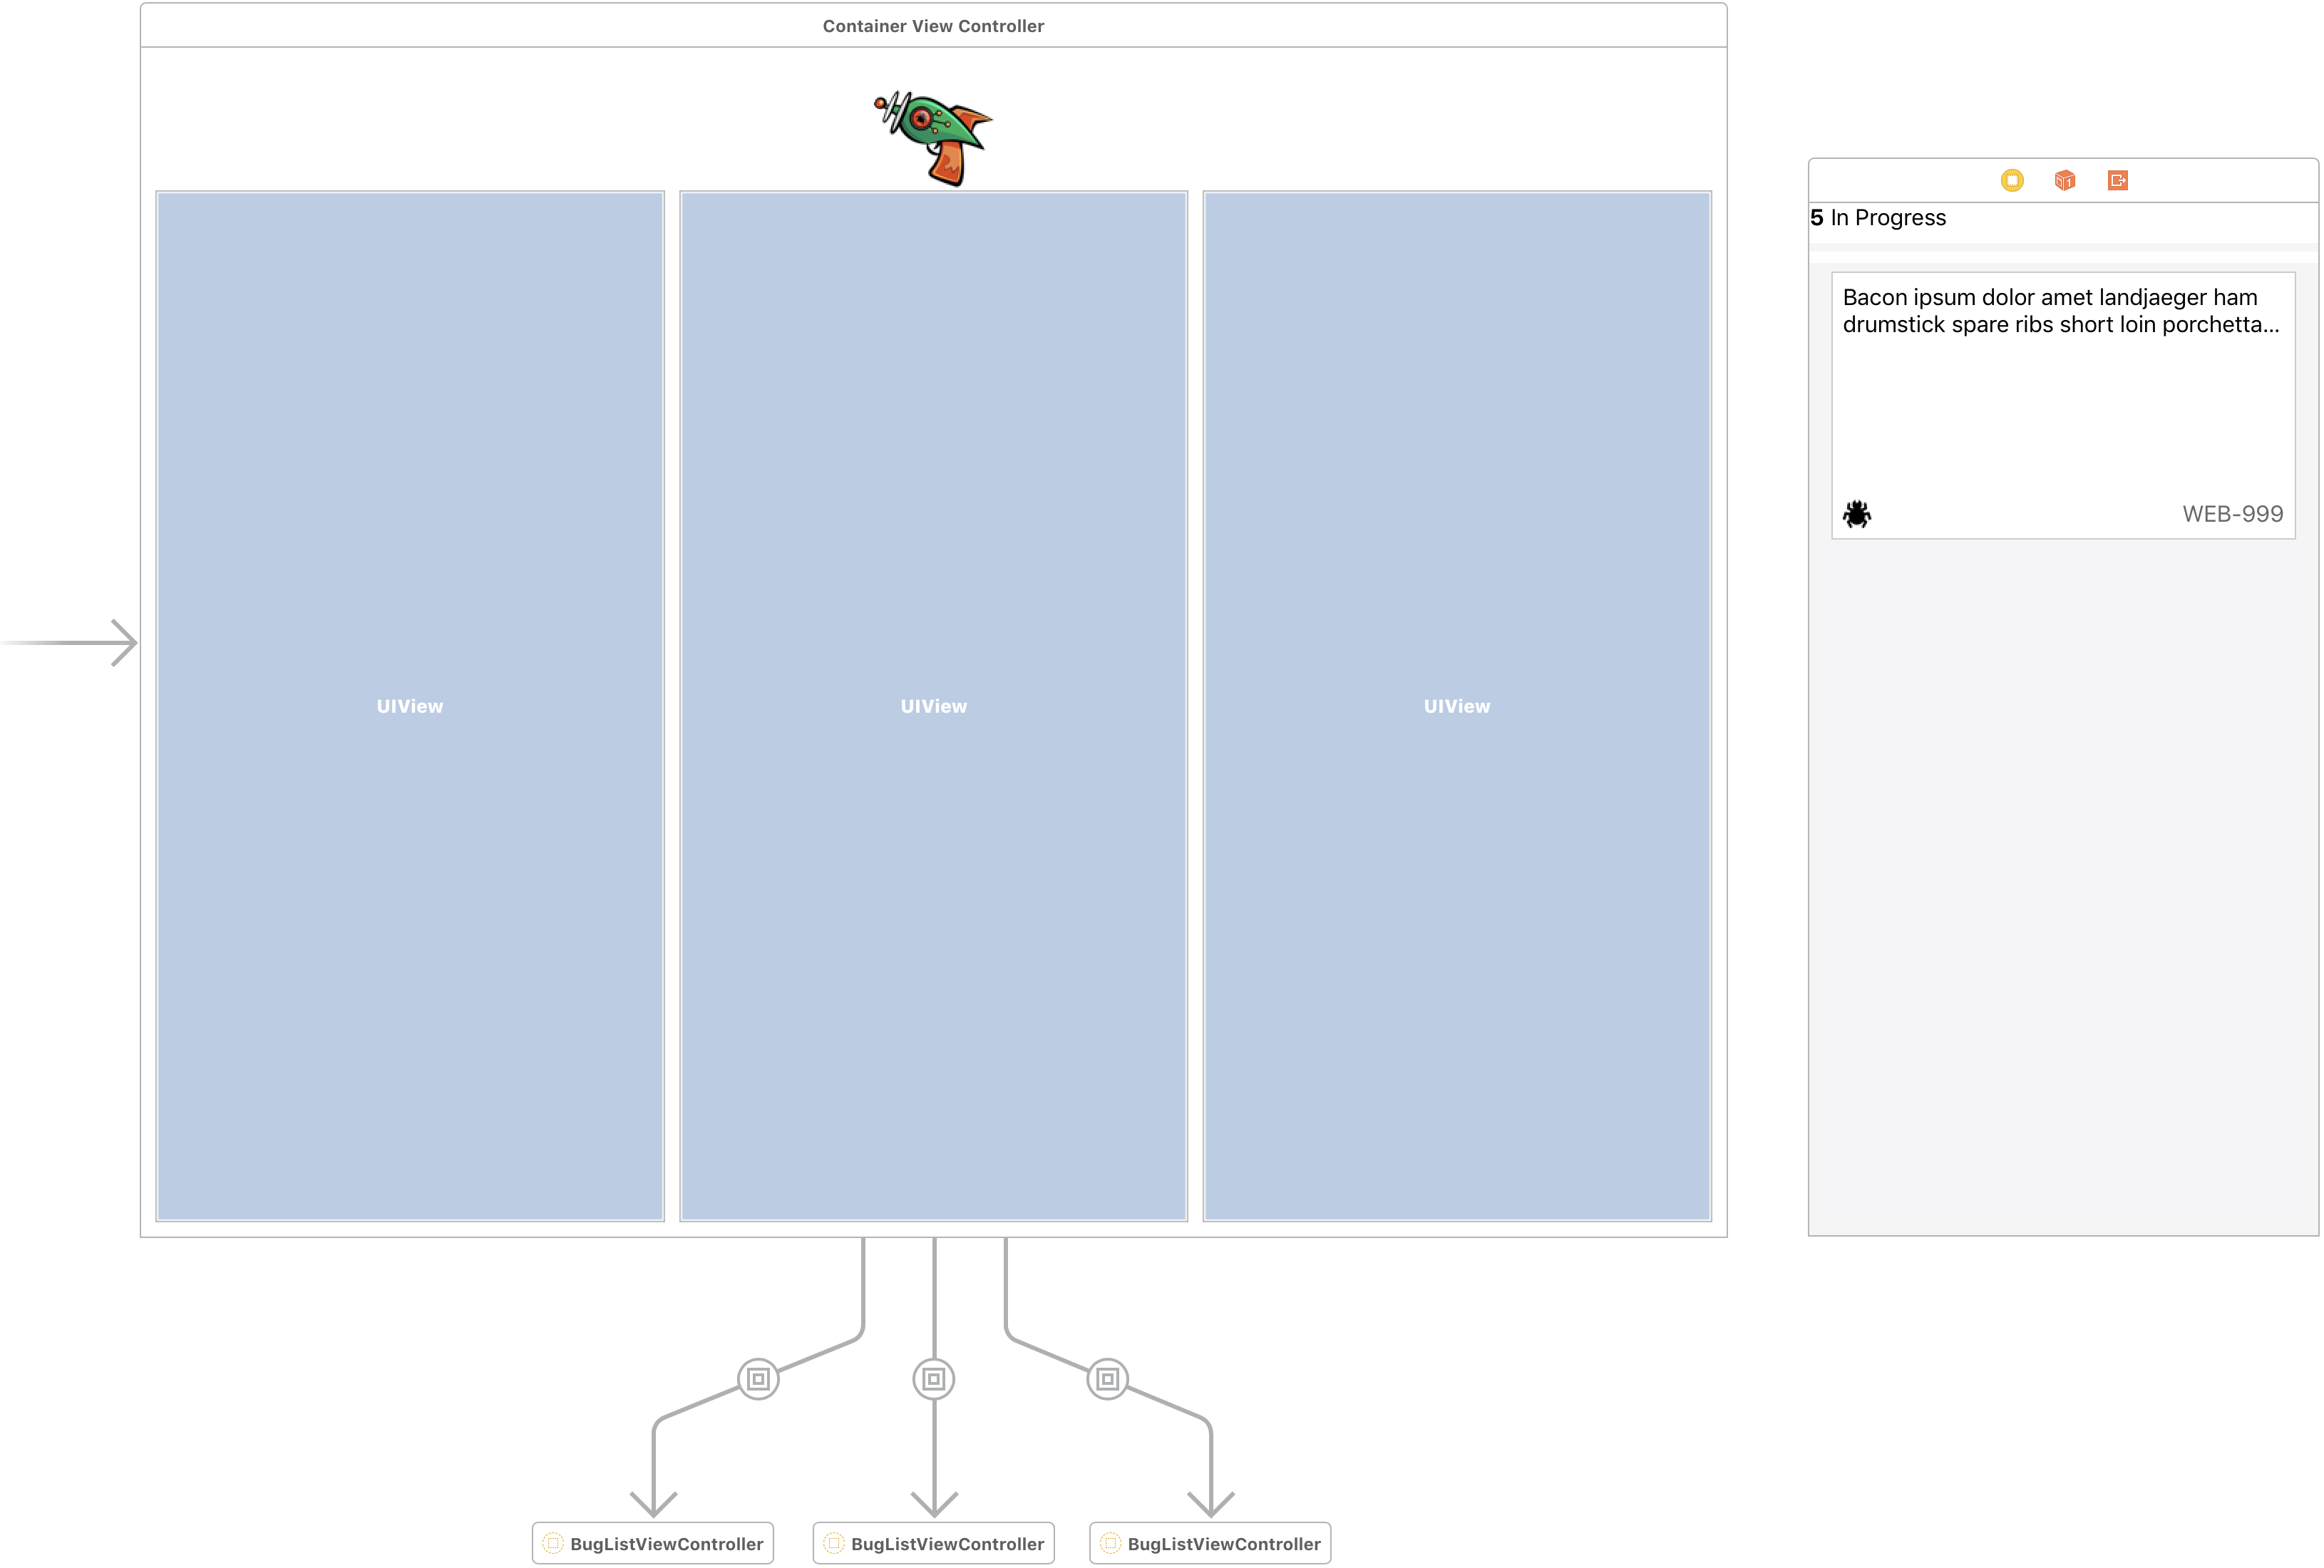 Container View Controller
UIView
UIView
UIView
5 In Progress
Bacon ipsum dolor amet landjaeger ham
drumstick spare ribs short loin porchetta...
WEB-999
BugListViewController
BugListViewController
BugListViewController